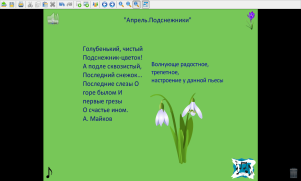 "Апрель.Подснежники"
Голубенький, чистый
Подснежник-цветок!
А подле сквозистый,
Последний снежок...
Последние слезы О
горе былом И
первые грезы
О счастье ином.
А. Майков
Волнующе радостное,
трепетное,
настроение у данной пьесы